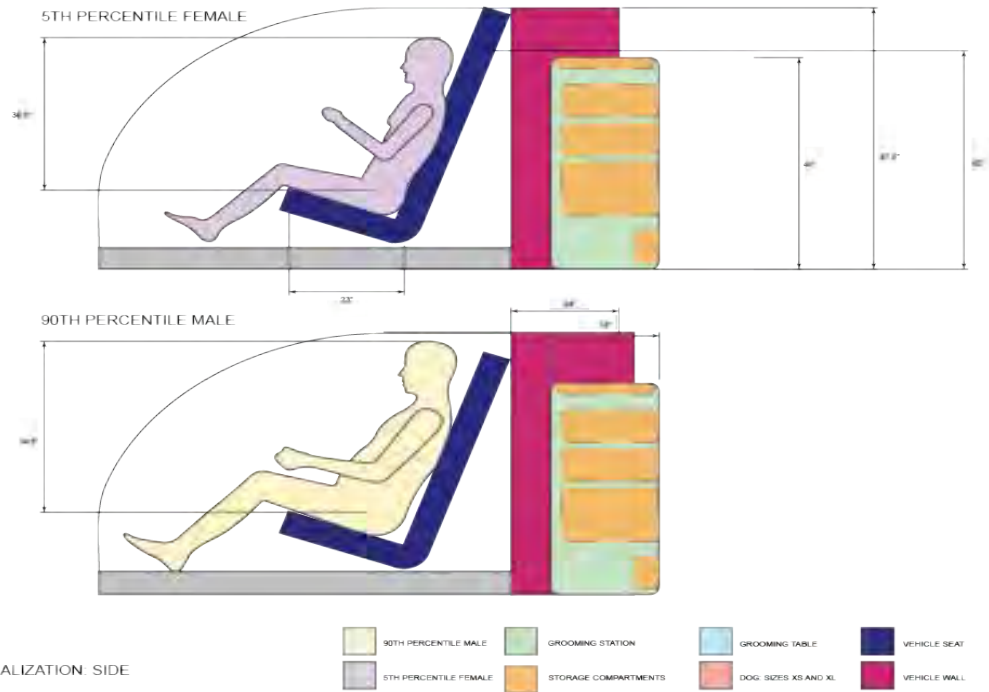 5TH PERCENTILE FEMALE
23"
90TH PERCENTILE MALE
90TH PERCENTILE MALE
GROOMING STATION
GROOMING TABLE
VEHICLE SEAT
ALIZATION: SIDE
5TH PERCENTILE FEMALE
STORAGE COMPARTMENTS
DOG: SIZES XS AND XL
VEHICLE WALL